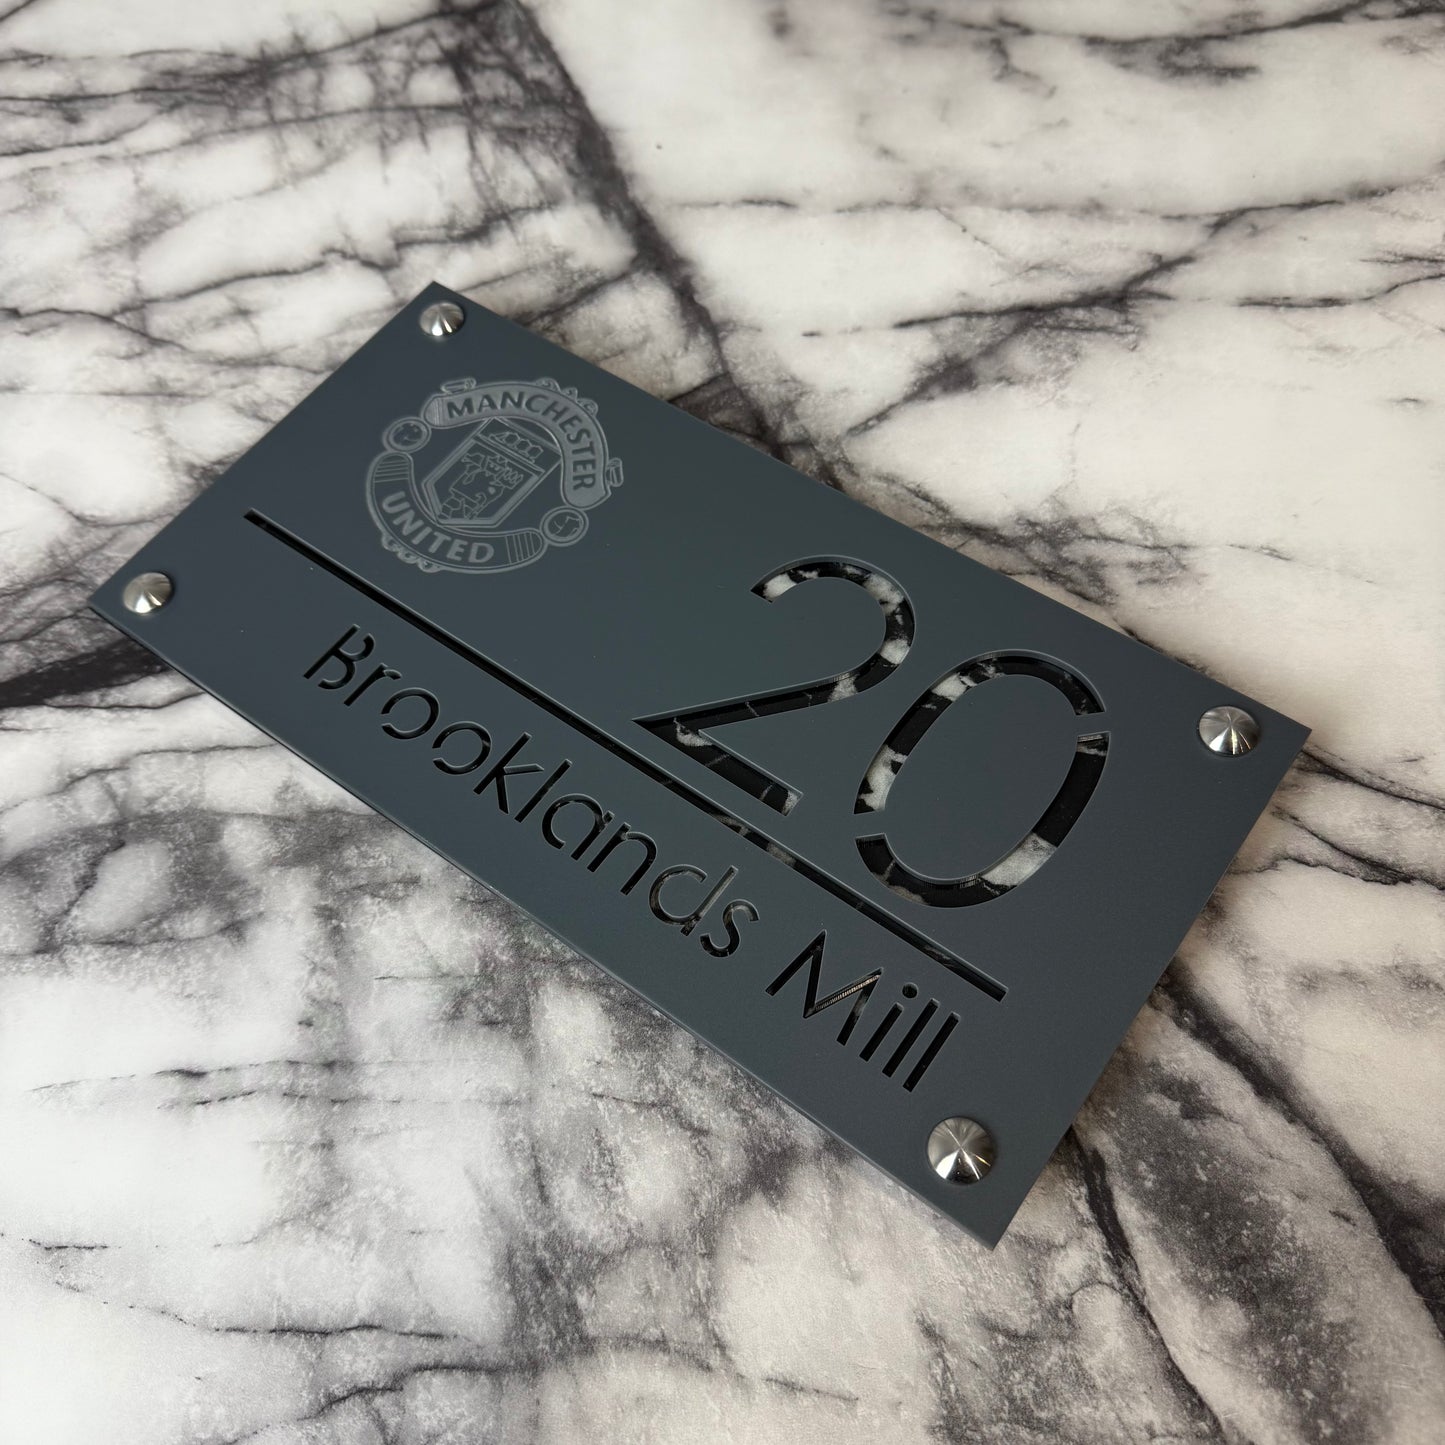 MANCHESTER
UNITED
20
Brooklands Mill